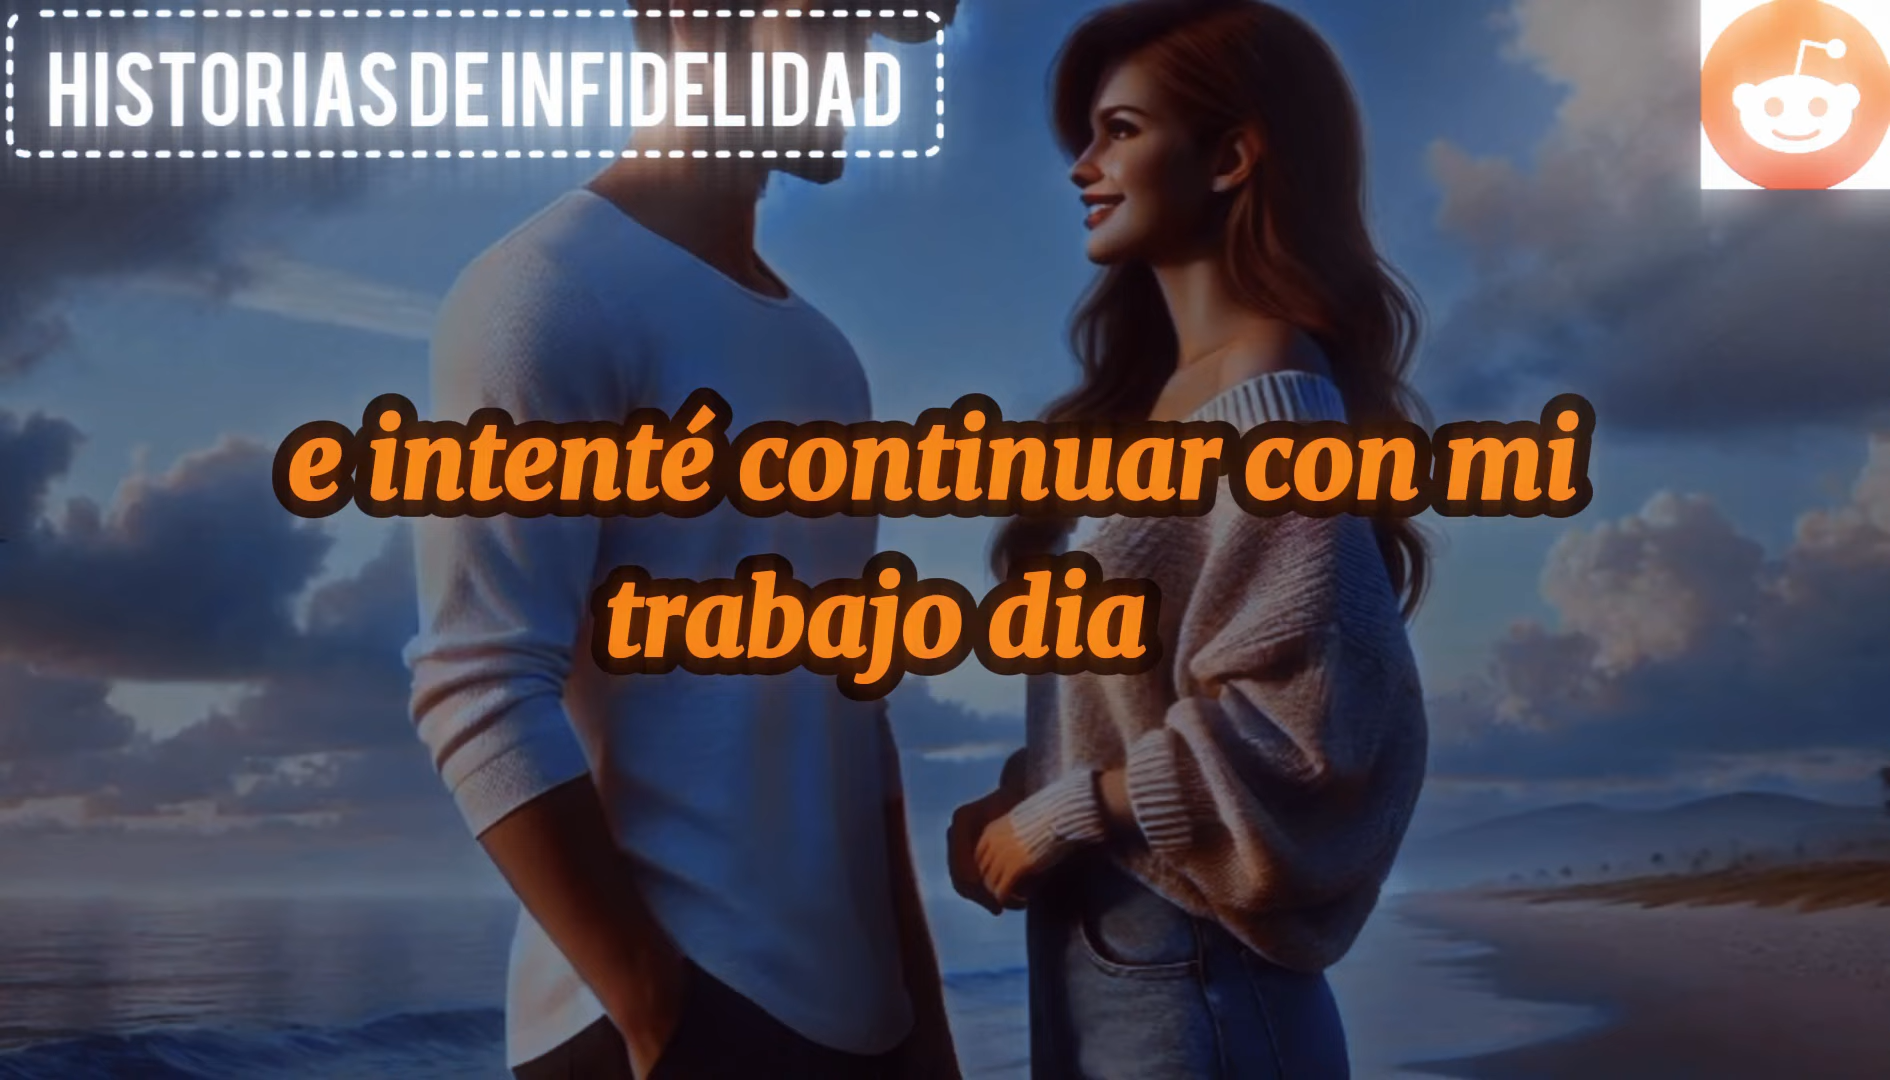 HISTORIAS DE INFIDELIDAD
e intenté continuar con mi
trabajo dia